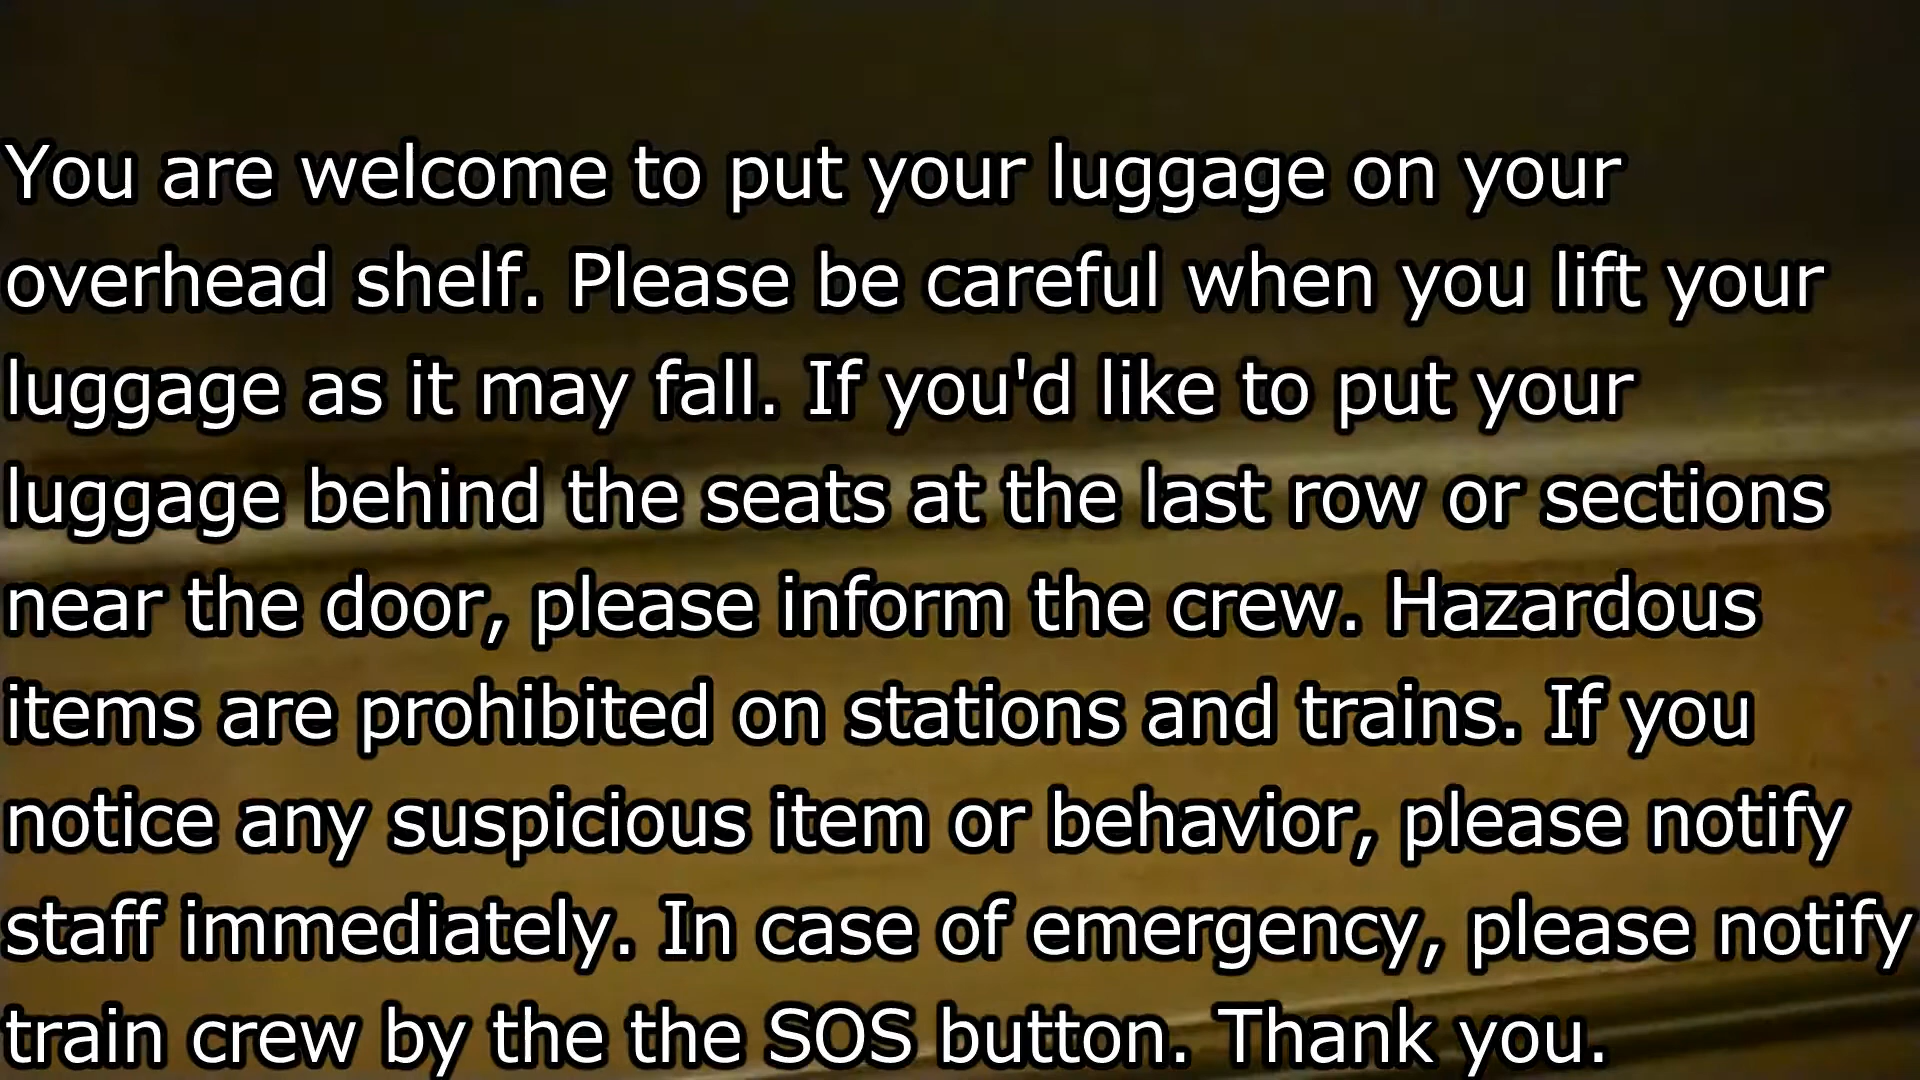 You are welcome to put your luggage on your
overhead shelf. Please be careful when you lift your
luggage as it may fall. If you'd like to put your
luggage behind the seats at the last row or sections
near the door, please inform the crew. Hazardous
items are prohibited on stations and trains. If you
notice any suspicious item or behavior, please notify
staff immediately. In case of emergency, please notify
train crew by the the SOS button. Thank you.